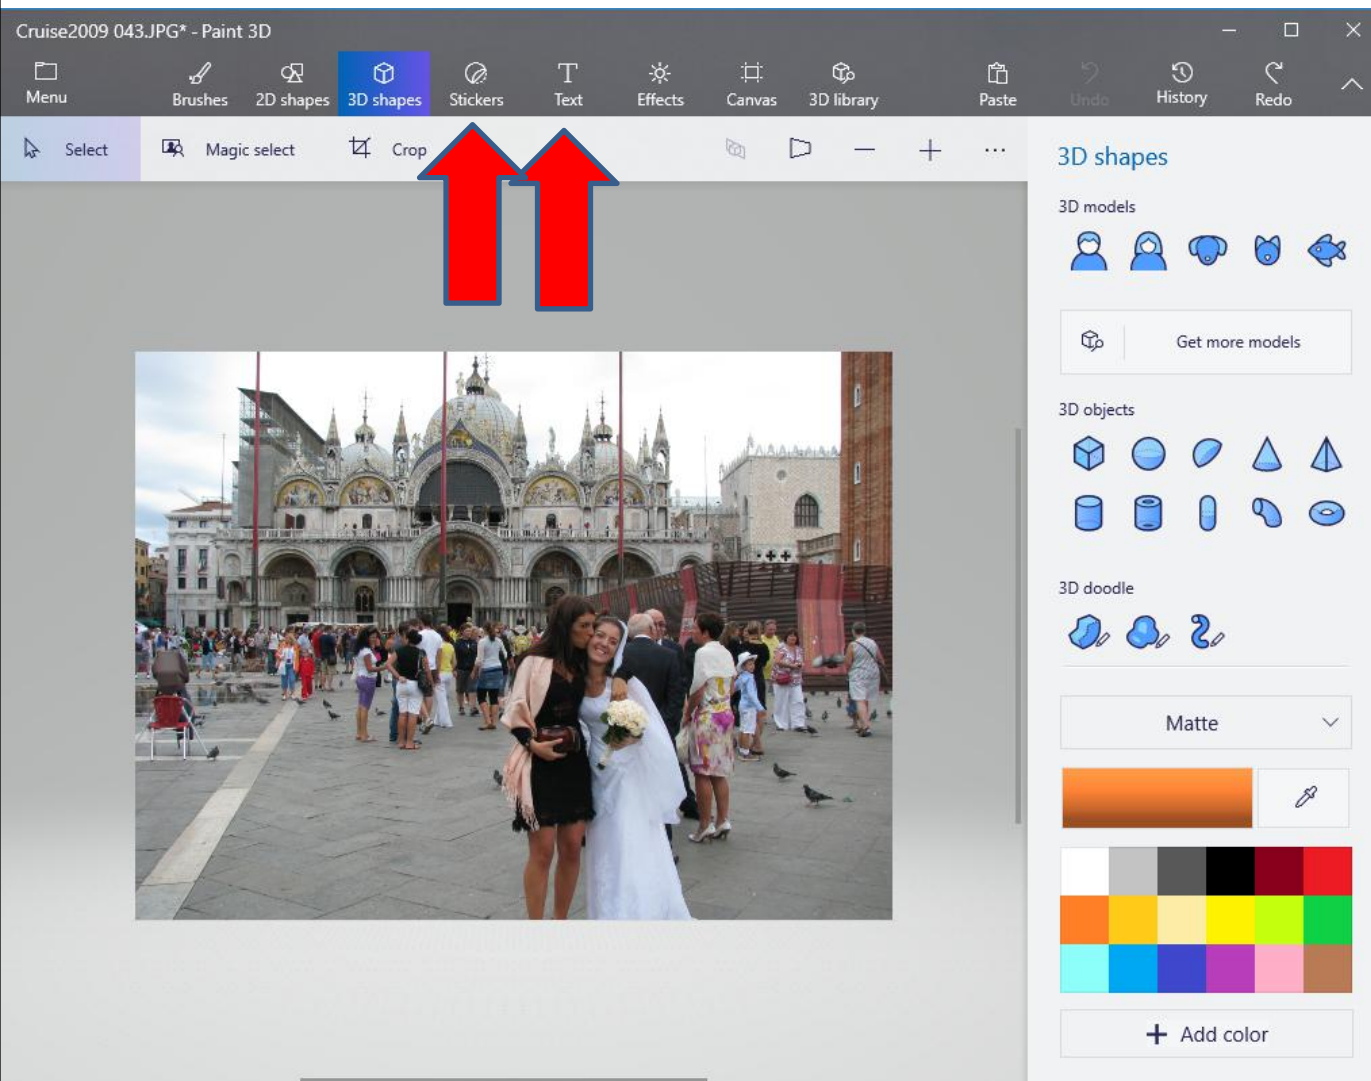 Cruise2009 043.JPG* - Paint 3D
Menu Brushes 2D shapes 3D shapes Stickers Text Effects Canvas 3D library Paste Undo History Redo
Select Magic select Crop
3D shapes
3D models
Get more models
3D objects
3D doodle
Matte
Add color